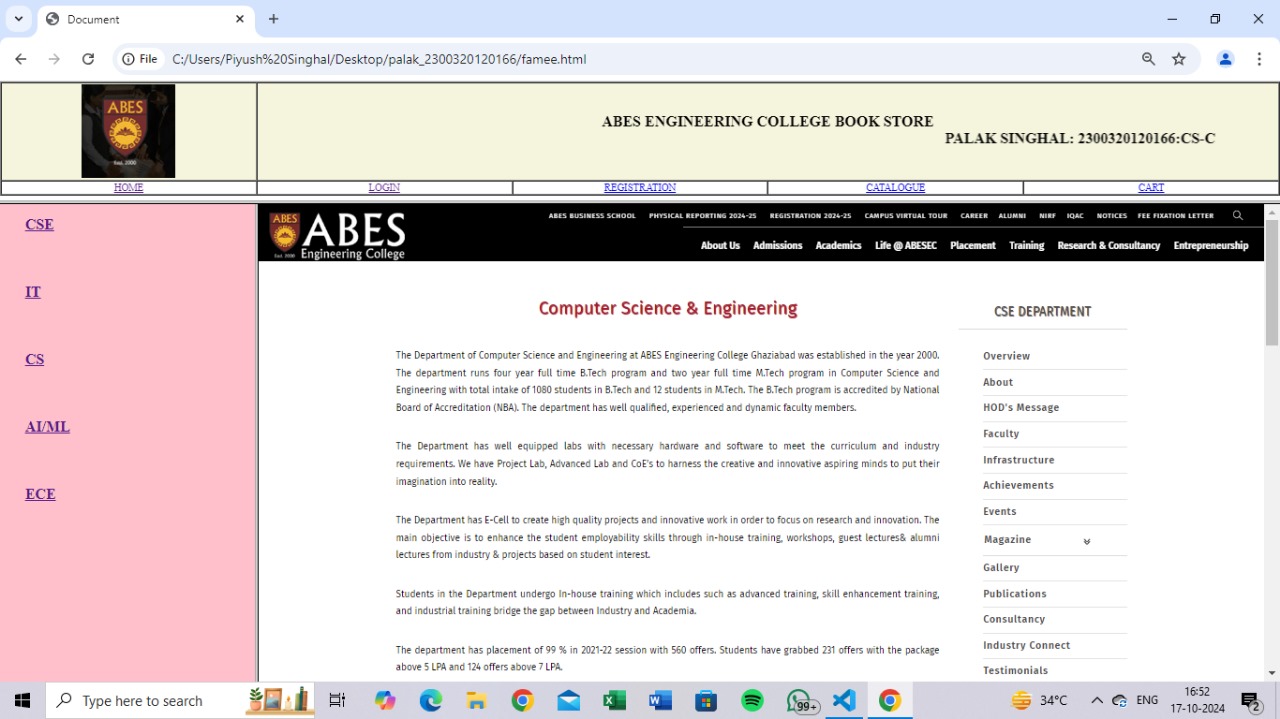 Document
File
C:/Users/Piyush%20Singhal/Desktop/palak_2300320120166/famee.html
ABES
Estd. 2000
ABES ENGINEERING COLLEGE BOOK STORE
PALAK SINGHAL: 2300320120166:CS-C
HOME LOGIN REGISTRATION CATALOGUE CART
CSE
IT
CS
AI/ML
ECE
ABES
ABES
Engineering College
ABES BUSINESS SCHOOL PHYSICAL REPORTING 2024-25 REGISTRATION 2024-25 CAMPUS VIRTUAL TOUR CAREER ALUMNI NIRF IQAC NOTICES FEE FIXATION LETTER
About Us Admissions Academics Life @ ABESEC Placement Training Research & Consultancy Entrepreneurship
Computer Science & Engineering
The Department of Computer Science and Engineering at ABES Engineering College Ghaziabad was established in the year 2000.
The department runs four year full time B.Tech program and two year full time M.Tech program in Computer Science and
Engineering with total intake of 1080 students in B.Tech and 12 students in M.Tech. The B.Tech program is accredited by National
Board of Accreditation (NBA). The department has well qualified, experienced and dynamic faculty members.
The Department has well equipped labs with necessary hardware and software to meet the curriculum and industry
requirements. We have Project Lab, Advanced Lab and CoE's to harness the creative and innovative aspiring minds to put their
imagination into reality.
The Department has E-Cell to create high quality projects and innovative work in order to focus on research and innovation. The
main objective is to enhance the student employability skills through in-house training, workshops, guest lectures& alumni
lectures from industry & projects based on student interest.
Students in the Department undergo In-house training which includes such as advanced training, skill enhancement training,
and industrial training bridge the gap between Industry and Academia.
The department has placement of 99 % in 2021-22 session with 560 offers. Students have grabbed 231 offers with the package
above 5 LPA and 124 offers above 7 LPA.
CSE DEPARTMENT
Overview
About
HOD's Message
Faculty
Infrastructure
Achievements
Events
Magazine
Gallery
Publications
Consultancy
Industry Connect
Testimonials
Type here to search
99+
34°C
ENG
16:52
17-10-2024
2